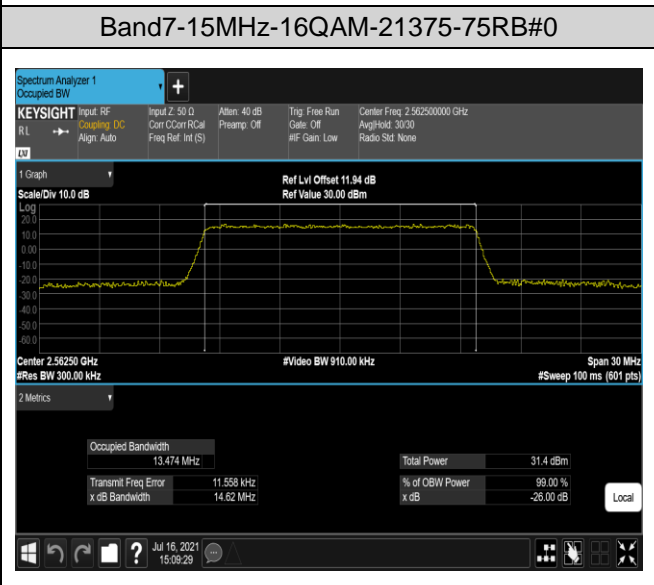 Band7-15MHz-16QAM-21375-75RB#0
Spectrum Analyzer 1
Occupied BW
+
KEYSIGHT
RL
LXI
Input: RF
Coupling: DC
Align: Auto
Input Z: 50 Ω
Corr CCorr RCal
Freq Ref: Int (S)
Atten: 40 dB
Preamp: Off
Trig: Free Run
Gate: Off
#IF Gain: Low
Center Freq: 2.562500000 GHz
Avg|Hold: 30/30
Radio Std: None
1 Graph
Scale/Div 10.0 dB
Ref Lvl Offset 11.94 dB
Ref Value 30.00 dBm
Log
20.0
10.0
0.00
-10.0
-20.0
-30.0
-40.0
-50.0
-60.0
Center 2.56250 GHz
#Res BW 300.00 kHz
#Video BW 910.00 kHz
Span 30 MHz
#Sweep 100 ms (601 pts)
2 Metrics
Occupied Bandwidth
13.474 MHz
Transmit Freq Error 11.558 kHz
x dB Bandwidth 14.62 MHz
Total Power 31.4 dBm
% of OBW Power 99.00 %
x dB -26.00 dB
Local
?
Jul 16, 2021
15:09:29